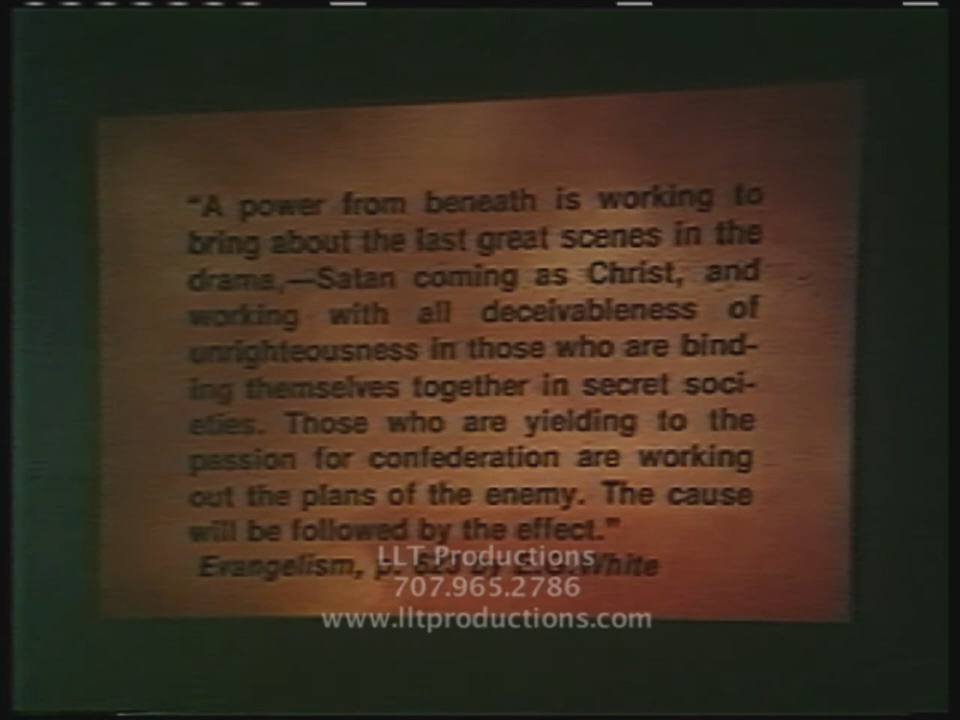 "A power from beneath is working to
bring about the last great scenes in the
drama,—Satan coming as Christ, and
working with all deceivableness of
unrighteousness in those who are bind-
ing themselves together in secret soci-
eties. Those who are yielding to the
passion for confederation are working
out the plans of the enemy. The cause
will be followed by the effect."
Evangelism, p. by White
LLT Productions
707.965.2786
www.lltproductions.com